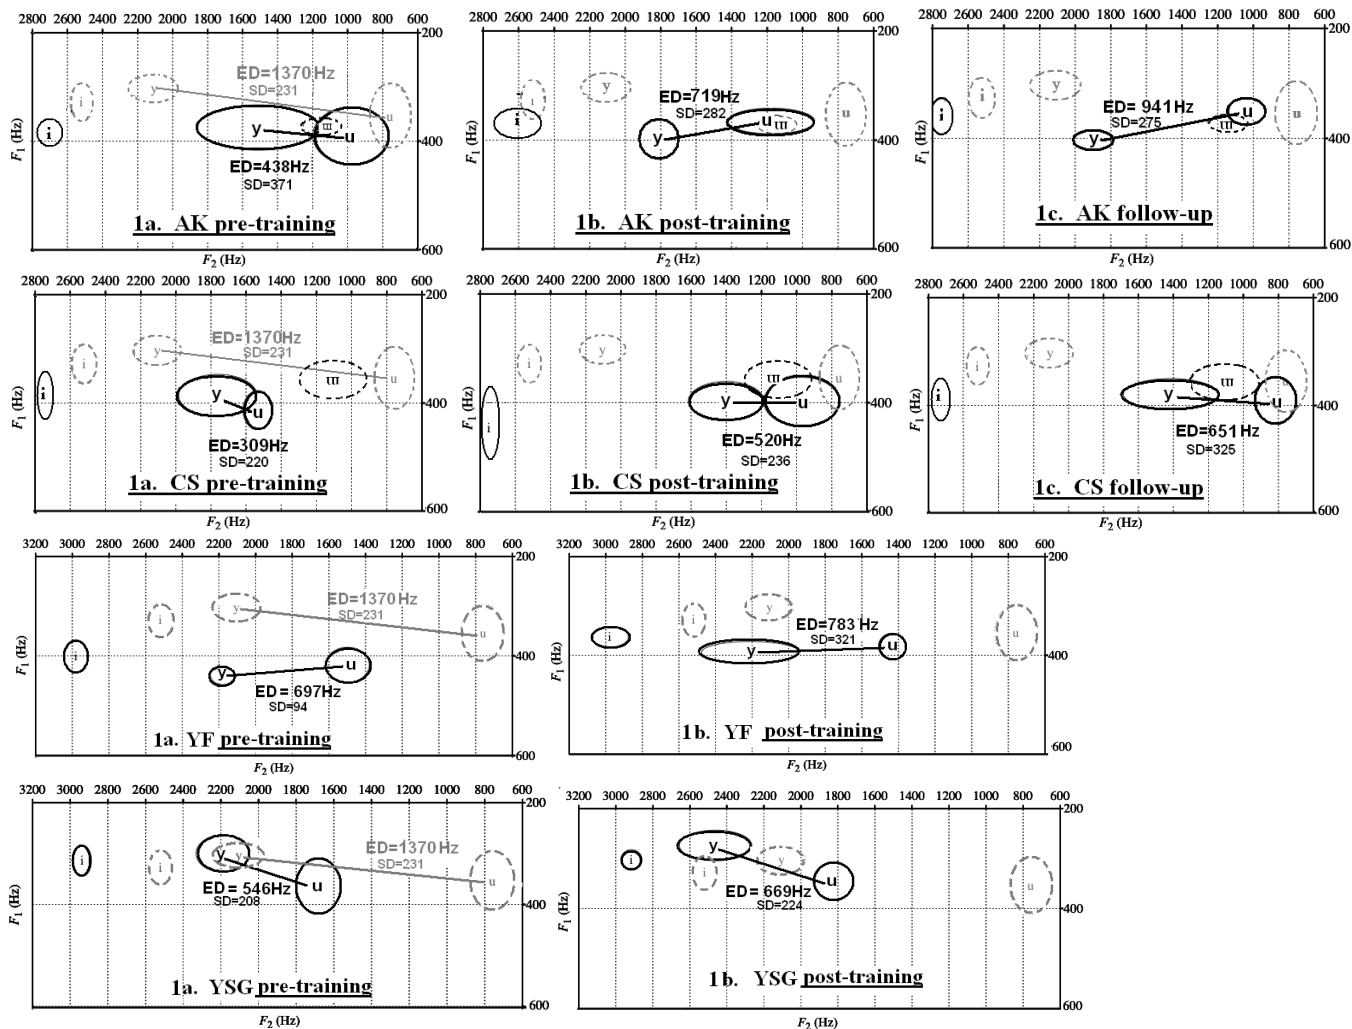 2800 2600 2400 2200 2000 1800 1600 1400 1200 1000 800 600
200
F1 (Hz)
i
y
ED=1370Hz
SD=231
u
i
y
ɯ
u
400
ED=438Hz
SD=371
1a. AK pre-training
600
F2 (Hz)
2800 2600 2400 2200 2000 1800 1600 1400 1200 1000 800 600
200
F1 (Hz)
i
y
u
i
ED=719Hz
SD=282
y
u
ɯ
400
1b. AK post-training
600
F2 (Hz)
2800 2600 2400 2200 2000 1800 1600 1400 1200 1000 800 600
200
F1 (Hz)
i
y
u
i
ED= 941Hz
SD=275
y
u
ɯ
400
1c. AK follow-up
600
F2 (Hz)
2800 2600 2400 2200 2000 1800 1600 1400 1200 1000 800 600
200
F1 (Hz)
i
y
ED=1370Hz
SD=231
u
i
y
u
ɯ
400
ED=309Hz
SD=220
1a. CS pre-training
600
F2 (Hz)
2800 2600 2400 2200 2000 1800 1600 1400 1200 1000 800 600
200
F1 (Hz)
i
y
u
ɯ
i
y
u
400
ED=520Hz
SD=236
1b. CS post-training
600
F2 (Hz)
2800 2600 2400 2200 2000 1800 1600 1400 1200 1000 800 600
200
F1 (Hz)
i
y
u
ɯ
i
y
u
400
ED=651Hz
SD=325
1c. CS follow-up
600
F2 (Hz)
3200 3000 2800 2600 2400 2200 2000 1800 1600 1400 1200 1000 800 600
200
F1 (Hz)
i
y
ED=1370Hz
SD=231
u
i
y
u
400
ED= 697Hz
SD=94
1a. YF pre-training
600
F2 (Hz)
3200 3000 2800 2600 2400 2200 2000 1800 1600 1400 1200 1000 800 600
200
F1 (Hz)
i
y
u
i
ED=783 Hz
SD=321
y
u
400
1b. YF post-training
600
F2 (Hz)
3200 3000 2800 2600 2400 2200 2000 1800 1600 1400 1200 1000 800 600
200
F1 (Hz)
i
y
ED=1370Hz
SD=231
u
i
y
u
400
ED= 546Hz
SD=208
1a. YSG pre-training
600
F2 (Hz)
3200 3000 2800 2600 2400 2200 2000 1800 1600 1400 1200 1000 800 600
200
F1 (Hz)
i
y
u
i
y
u
400
ED=669Hz
SD=224
1b. YSG post-training
600
F2 (Hz)